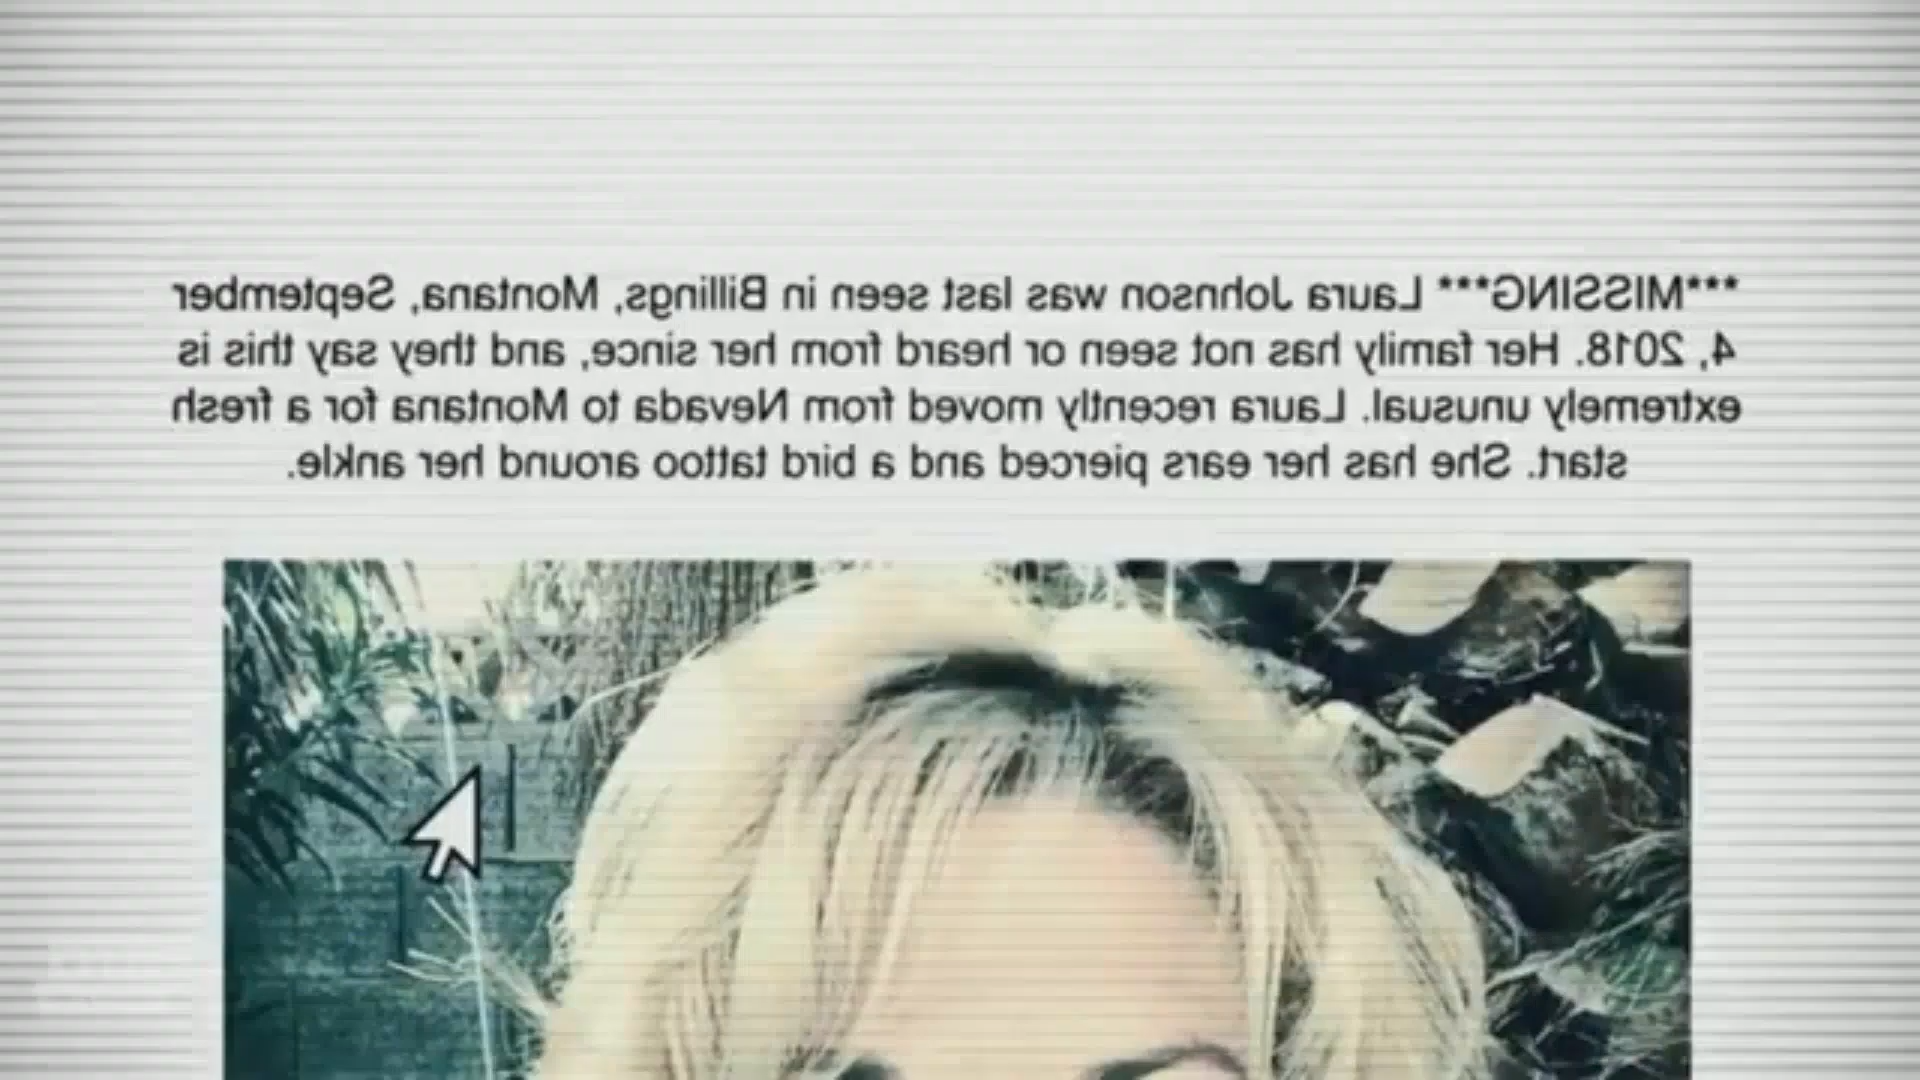 ***MISSING*** Laura Johnson was last seen in Billings, Montana, September
4, 2018. Her family has not seen or heard from her since, and they say this is
extremely unusual. Laura recently moved from Nevada to Montana for a fresh
start. She has her ears pierced and a bird tattoo around her ankle.